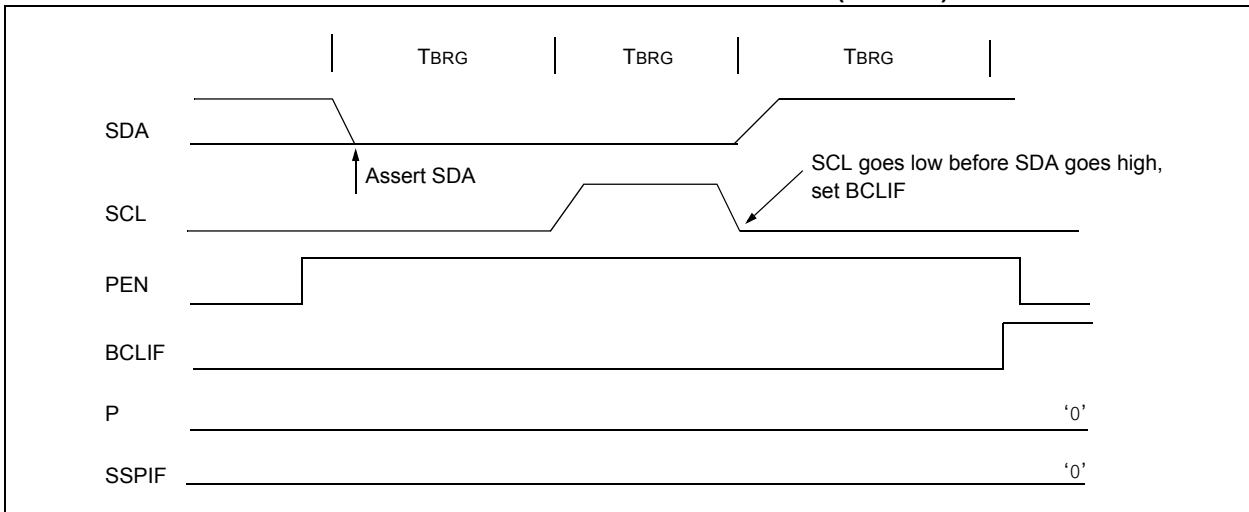 TBRG TBRG TBRG
SDA
Assert SDA
SCL goes low before SDA goes high,
set BCLIF
SCL
PEN
BCLIF
P
‘0’
SSPIF
‘0’